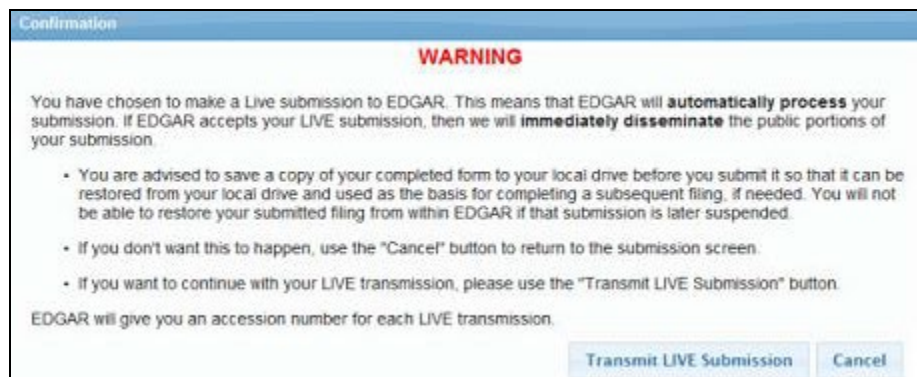 Confirmation
WARNING
You have chosen to make a Live submission to EDGAR. This means that EDGAR will automatically process your
submission. If EDGAR accepts your LIVE submission, then we will immediately disseminate the public portions of
your submission.
• You are advised to save a copy of your completed form to your local drive before you submit it so that it can be
restored from your local drive and used as the basis for completing a subsequent filing, if needed. You will not
be able to restore your submitted filing from within EDGAR if that submission is later suspended.
• If you don't want this to happen, use the "Cancel" button to return to the submission screen.
• If you want to continue with your LIVE transmission, please use the "Transmit LIVE Submission" button.
EDGAR will give you an accession number for each LIVE transmission.
Transmit LIVE Submission Cancel